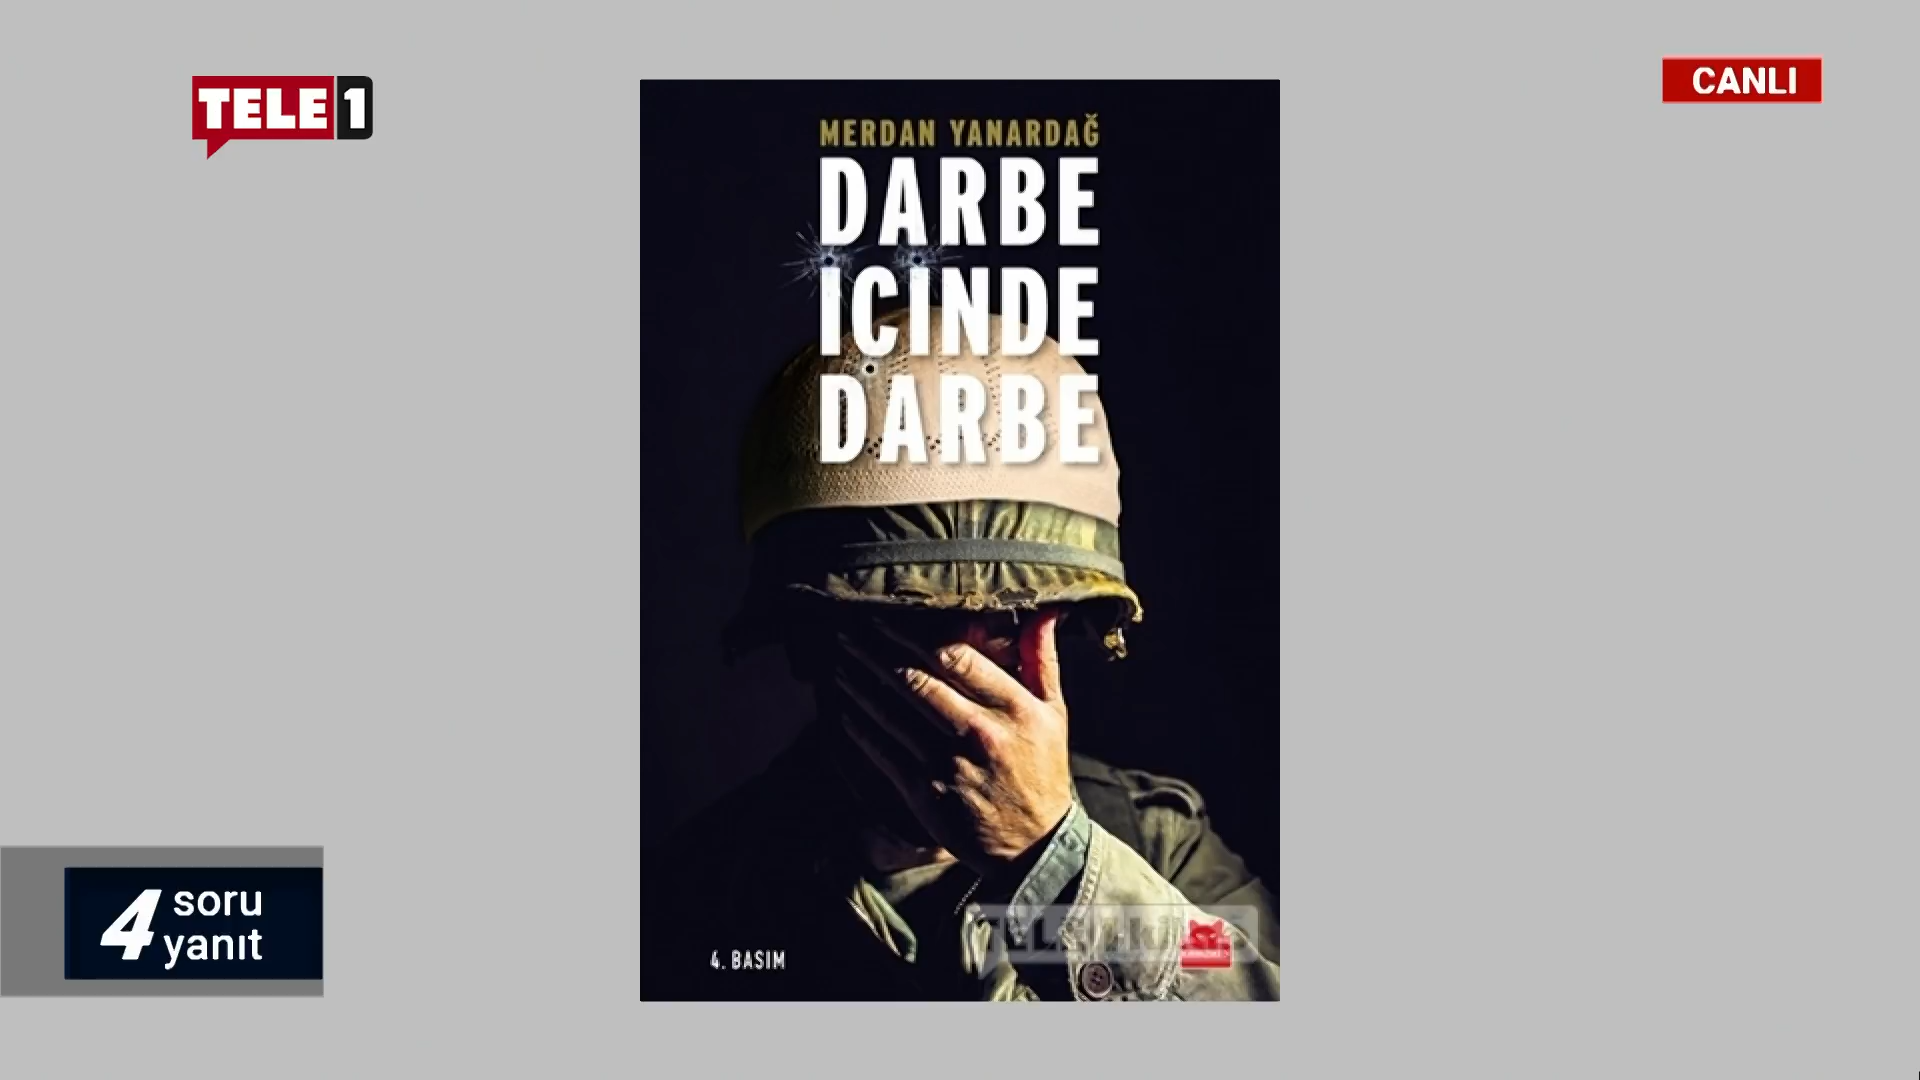 TELE1
CANLI
MERDAN YANARDAĞ
DARBE
İÇİNDE
DARBE
4 soru
yanıt
4. BASIM